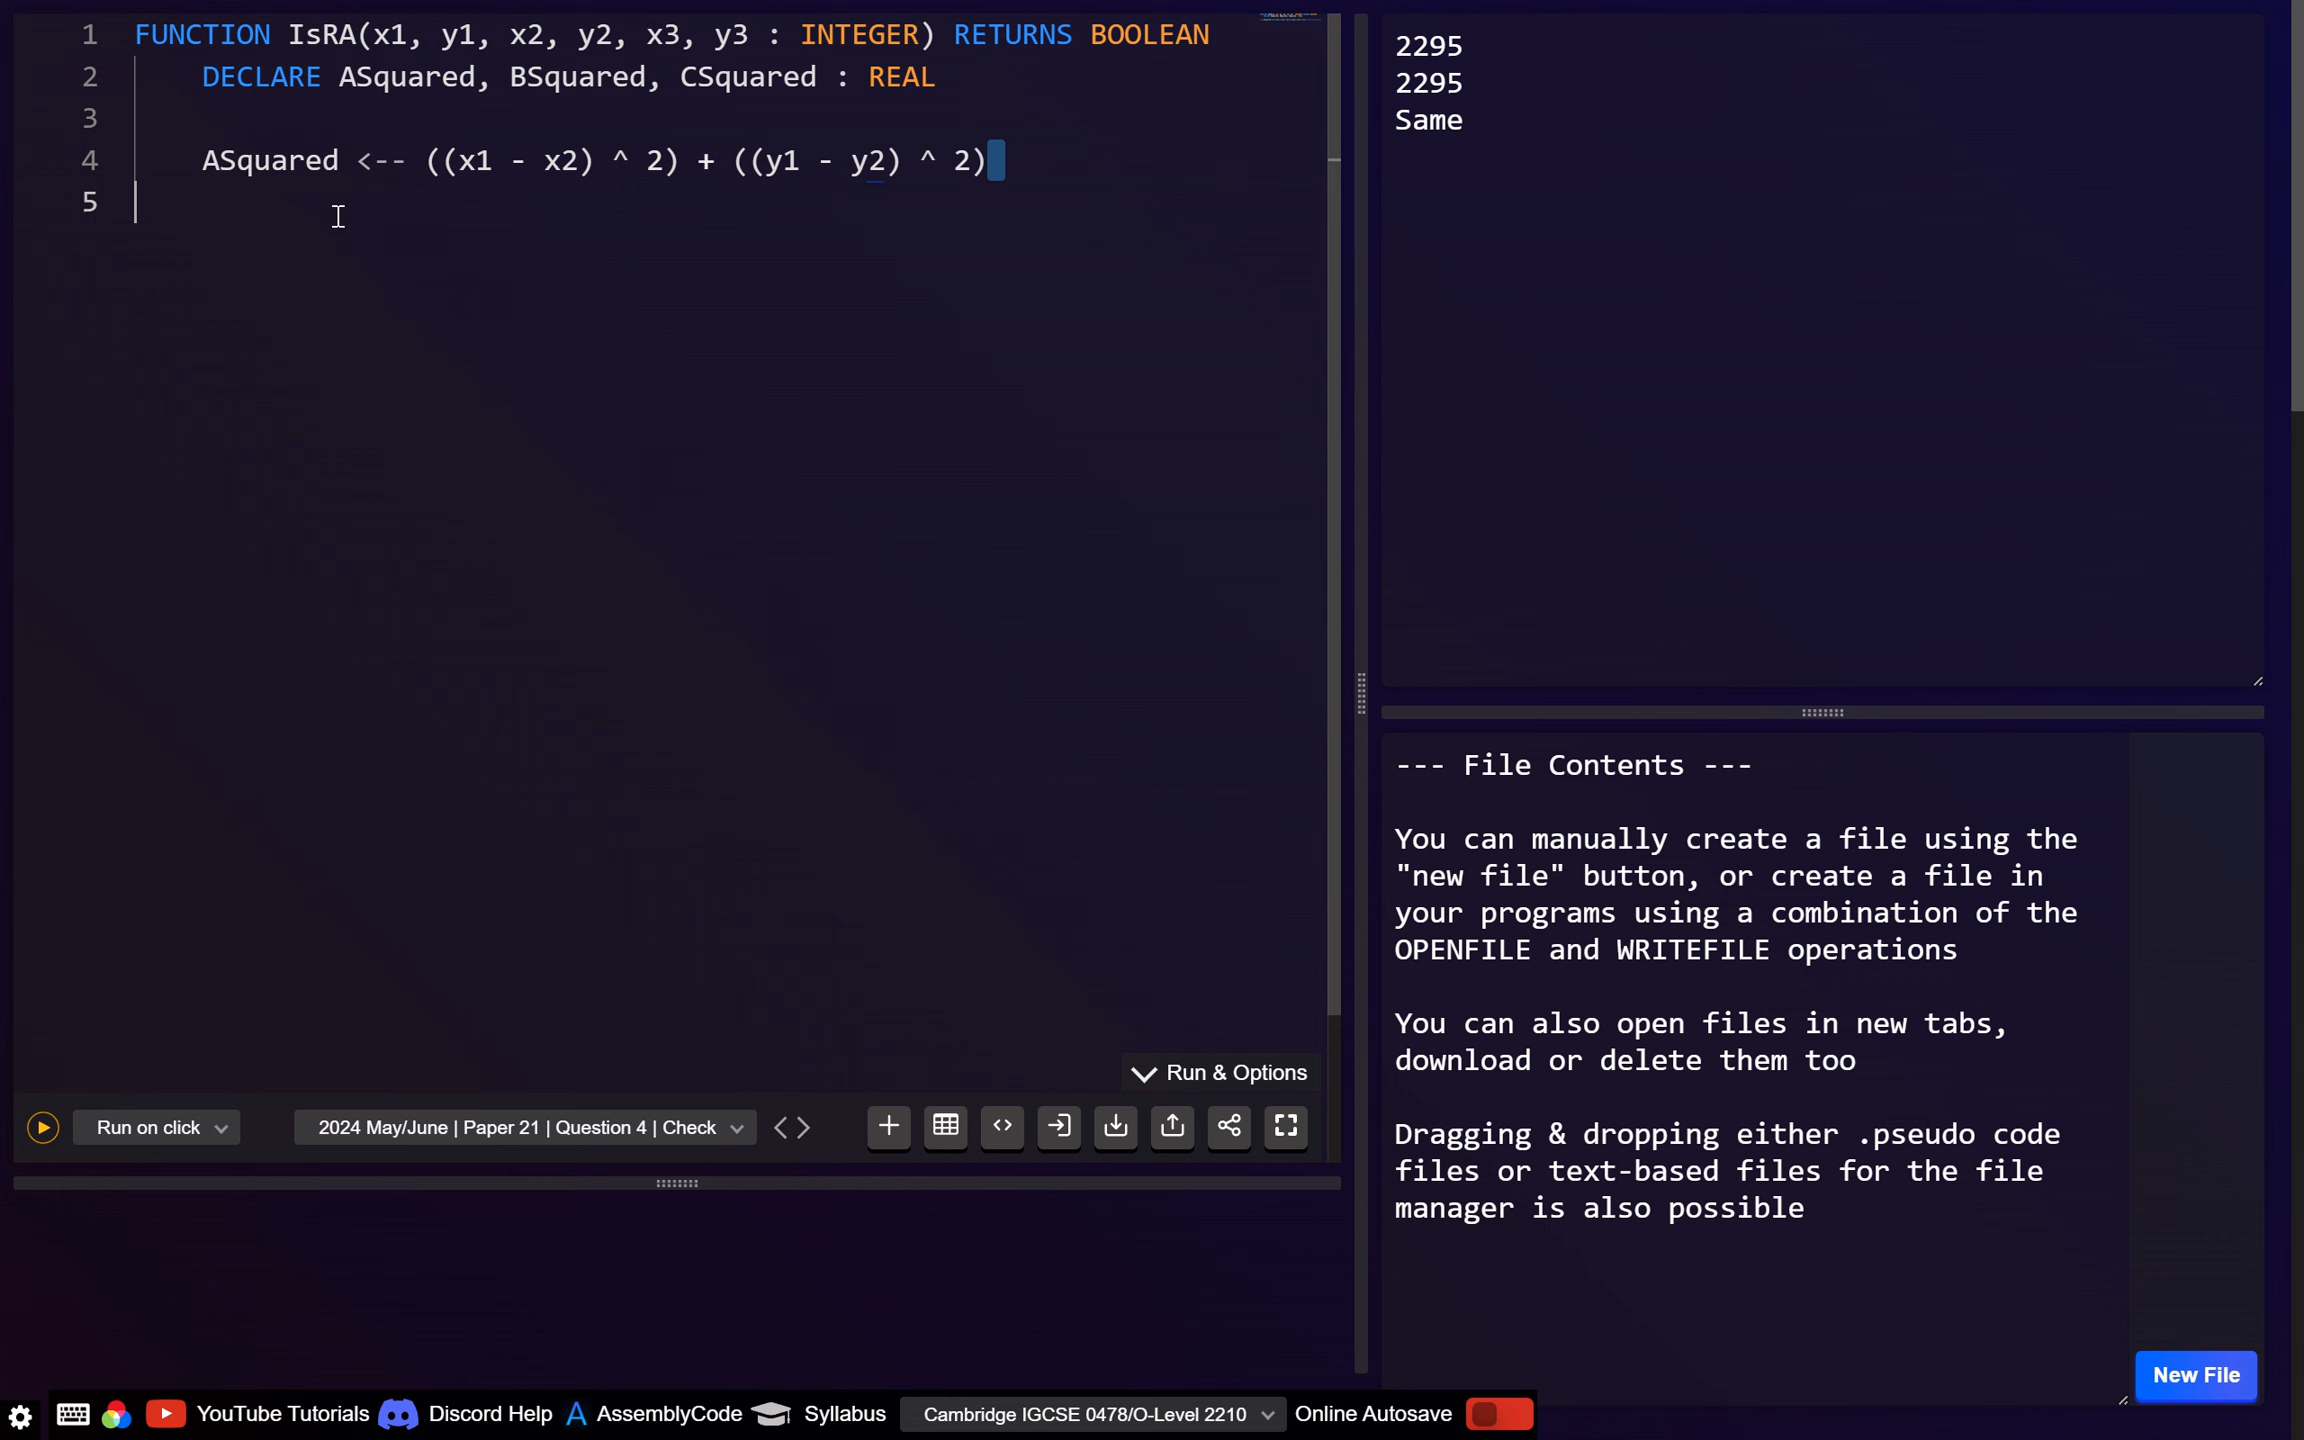 1 FUNCTION IsRA(x1, y1, x2, y2, x3, y3 : INTEGER) RETURNS BOOLEAN
2 DECLARE ASquared, BSquared, CSquared : REAL
3
4 ASquared <-- ((x1 - x2) ^ 2) + ((y1 - y2) ^ 2)
5
Run & Options
Run on click
2024 May/June | Paper 21 | Question 4 | Check
2295
2295
Same
--- File Contents ---
You can manually create a file using the
"new file" button, or create a file in
your programs using a combination of the
OPENFILE and WRITEFILE operations
You can also open files in new tabs,
download or delete them too
Dragging & dropping either .pseudo code
files or text-based files for the file
manager is also possible
New File
YouTube Tutorials Discord Help AssemblyCode Syllabus Cambridge IGCSE 0478/O-Level 2210 Online Autosave